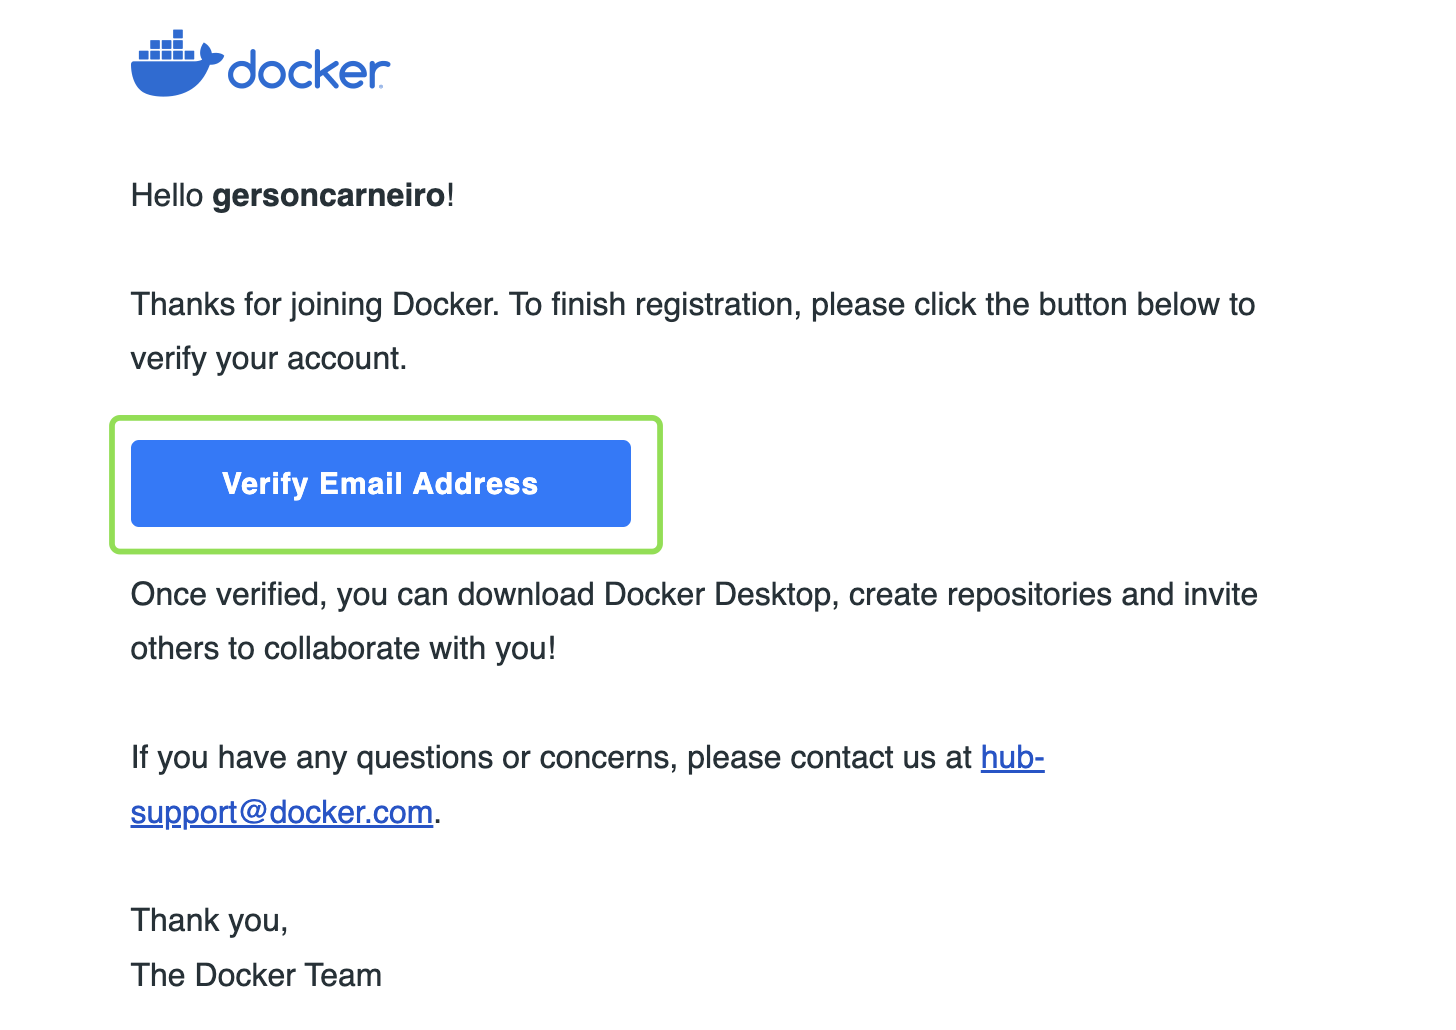 docker
Hello gersoncarneiro!
Thanks for joining Docker. To finish registration, please click the button below to
verify your account.
Verify Email Address
Once verified, you can download Docker Desktop, create repositories and invite
others to collaborate with you!
If you have any questions or concerns, please contact us at hub-
support@docker.com.
Thank you,
The Docker Team